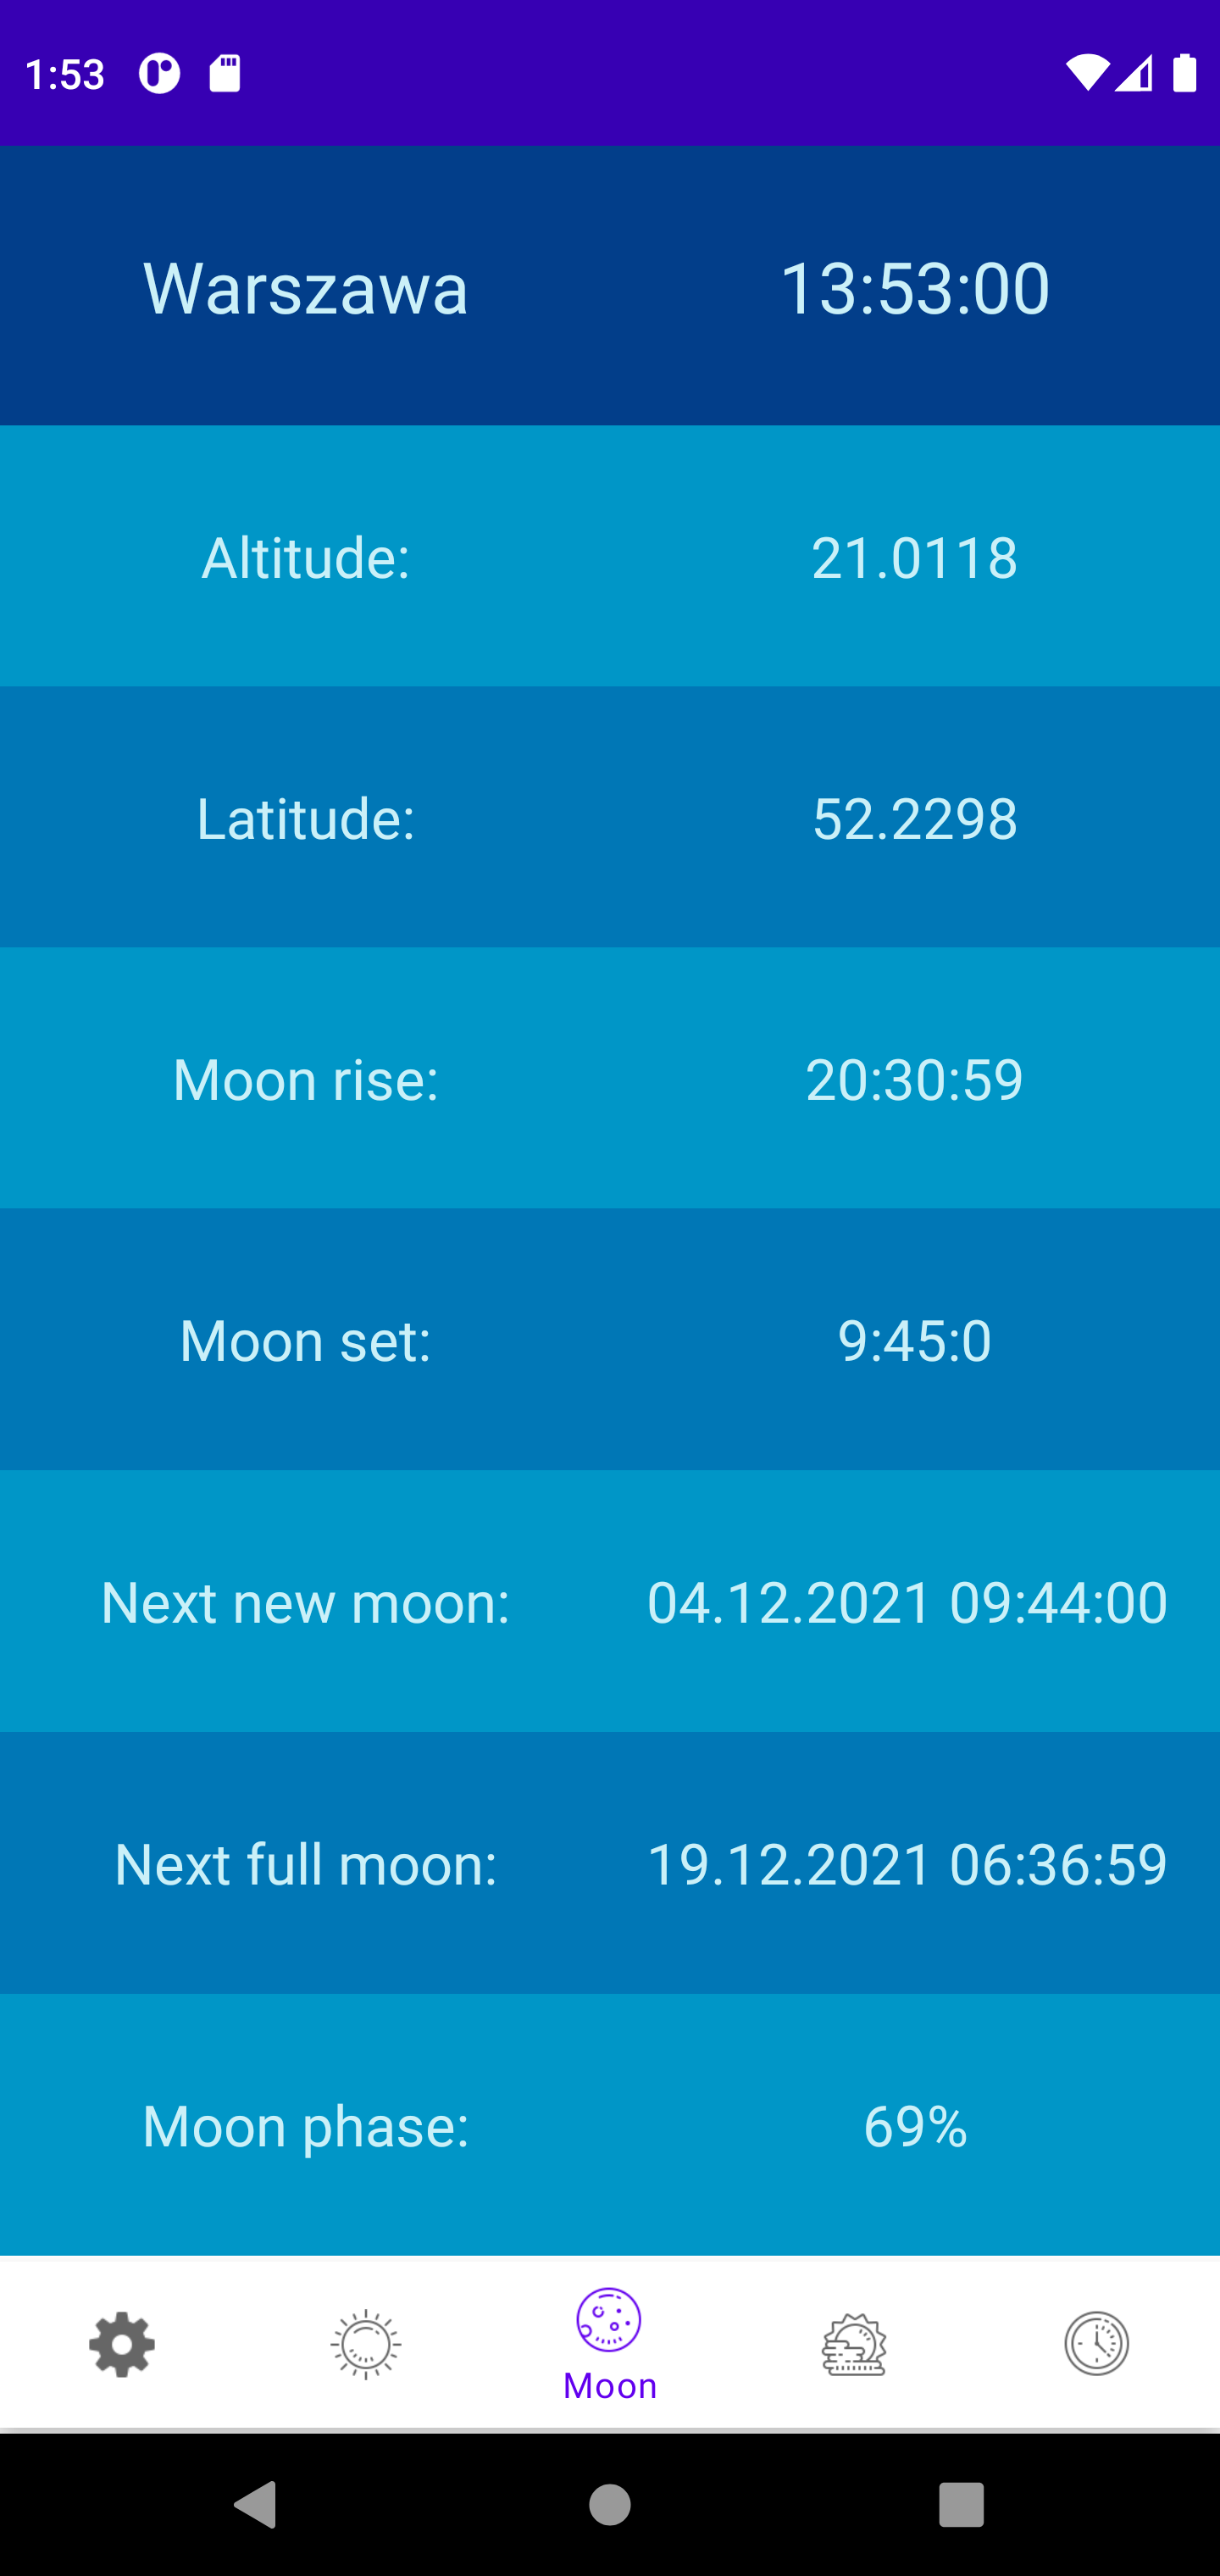 1:53
Warszawa 13:53:00
Altitude: 21.0118
Latitude: 52.2298
Moon rise: 20:30:59
Moon set: 9:45:0
Next new moon: 04.12.2021 09:44:00
Next full moon: 19.12.2021 06:36:59
Moon phase: 69%
Moon